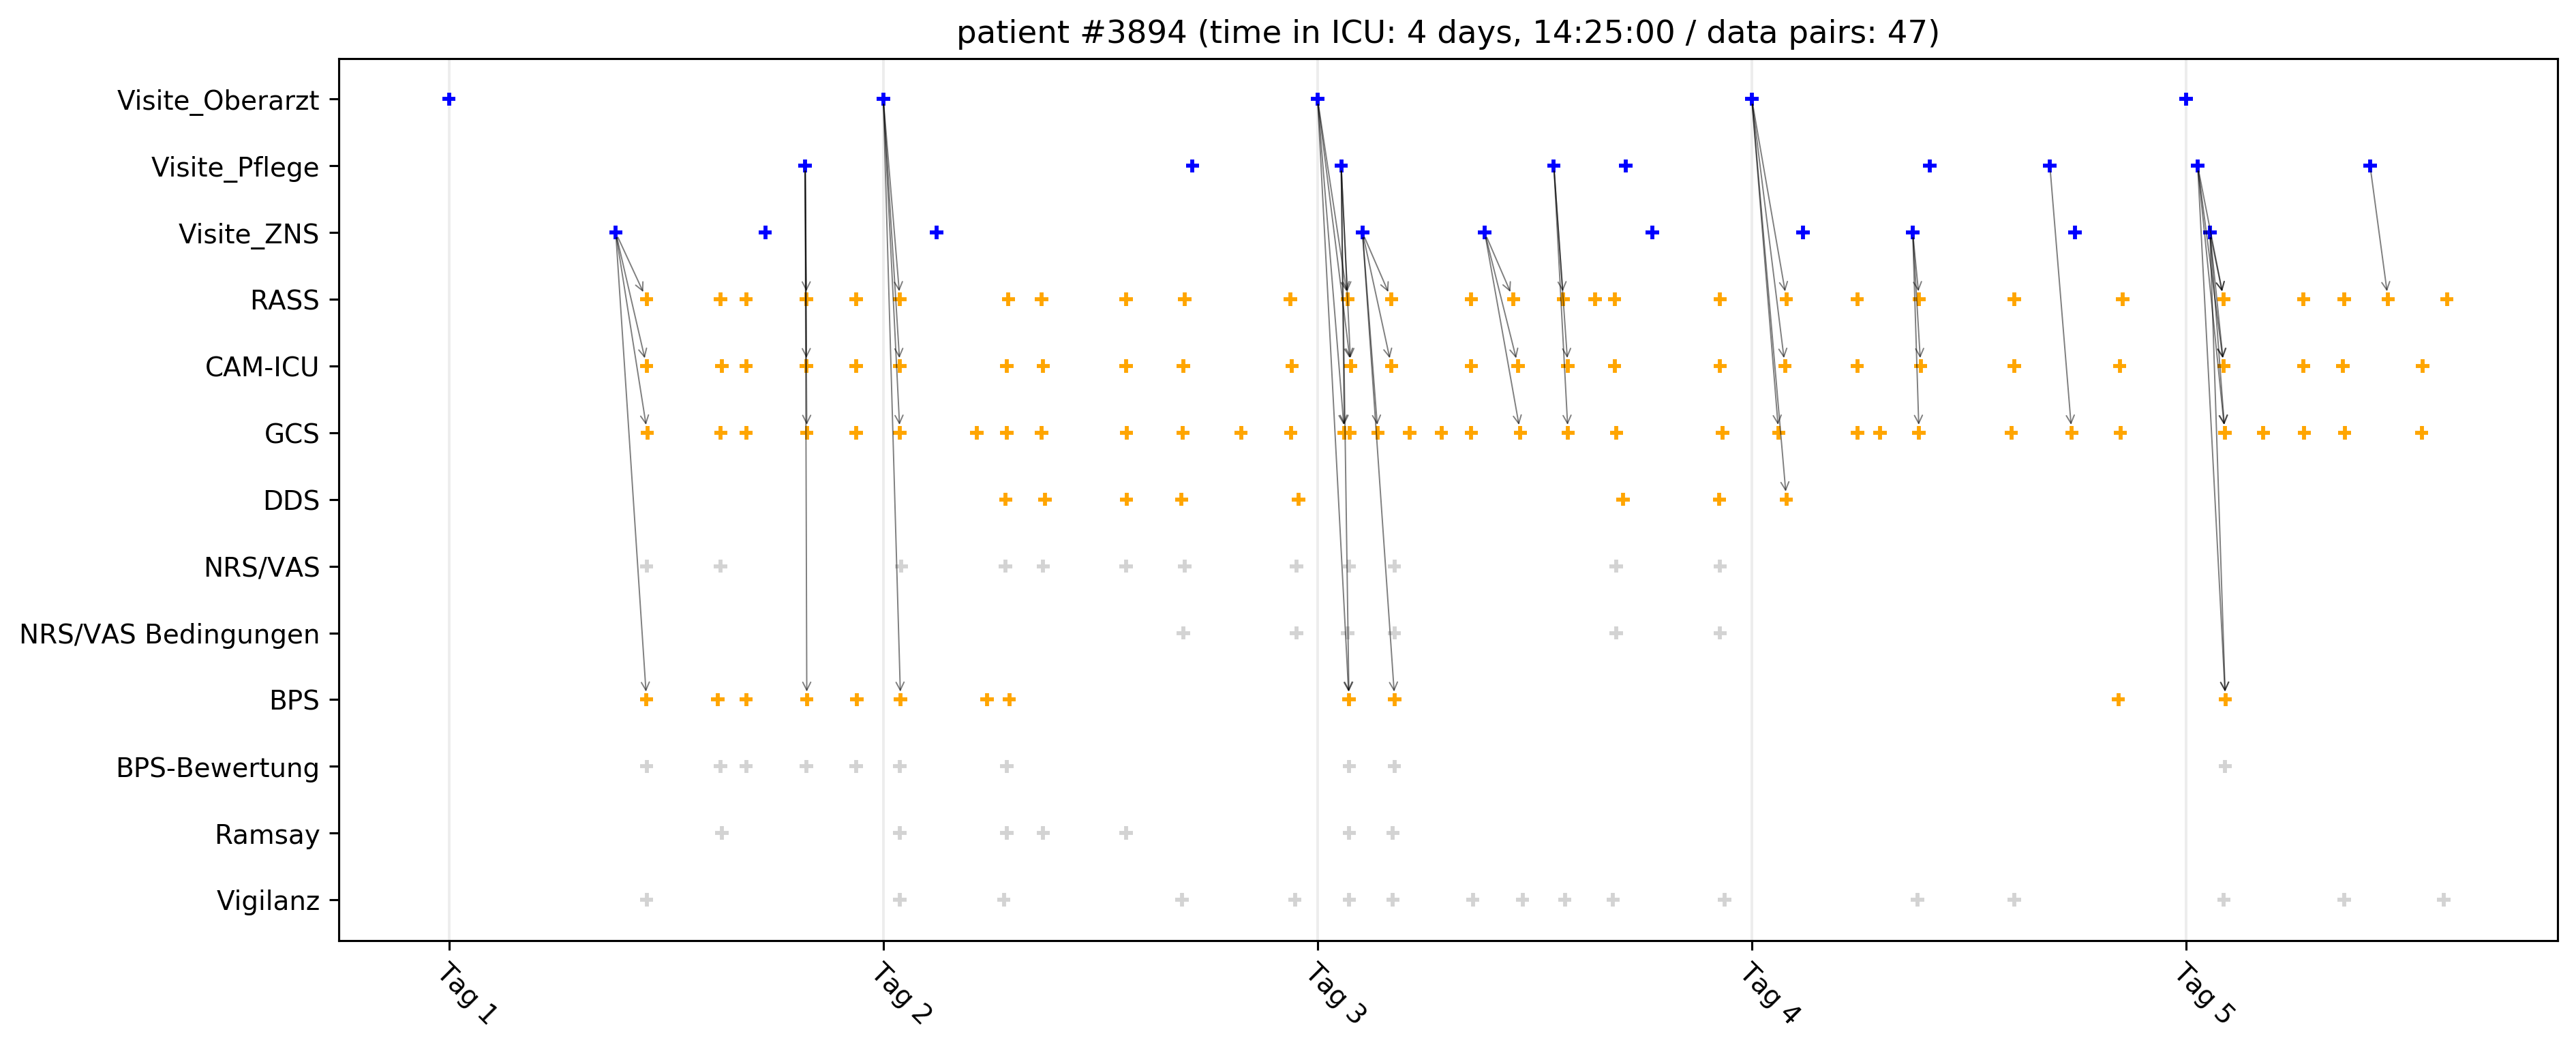 patient #3894 (time in ICU: 4 days, 14:25:00 / data pairs: 47)
Visite_Oberarzt
Visite_Pflege
Visite_ZNS
RASS
CAM-ICU
GCS
DDS
NRS/VAS
NRS/VAS Bedingungen
BPS
BPS-Bewertung
Ramsay
Vigilanz
Tag 1
Tag 2
Tag 3
Tag 4
Tag 5